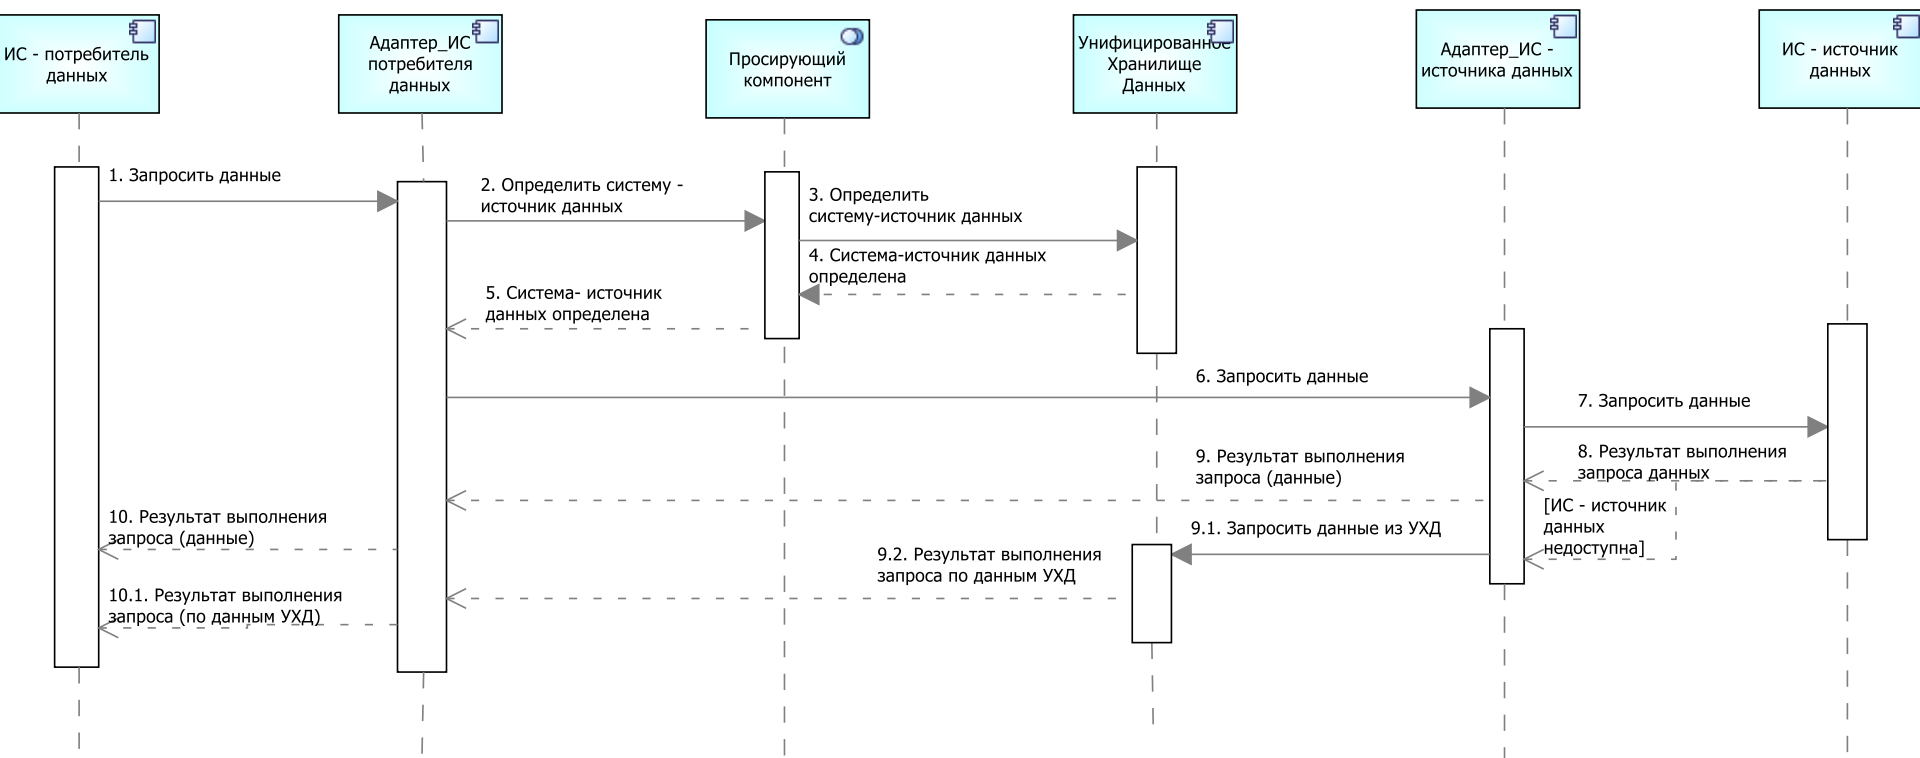 ИС - потребитель
данных
Адаптер_ИС
потребителя
данных
Просирующий
компонент
Унифицированное
Хранилище
Данных
Адаптер_ИС -
источника данных
ИС - источник
данных
1. Запросить данные
2. Определить систему -
источник данных
3. Определить
систему-источник данных
4. Система-источник данных
определена
5. Система- источник
данных определена
6. Запросить данные
7. Запросить данные
8. Результат выполнения
запроса данных
9. Результат выполнения
запроса (данные)
[ИС - источник
данных
недоступна]
10. Результат выполнения
запроса (данные)
9.1. Запросить данные из УХД
9.2. Результат выполнения
запроса по данным УХД
10.1. Результат выполнения
запроса (по данным УХД)